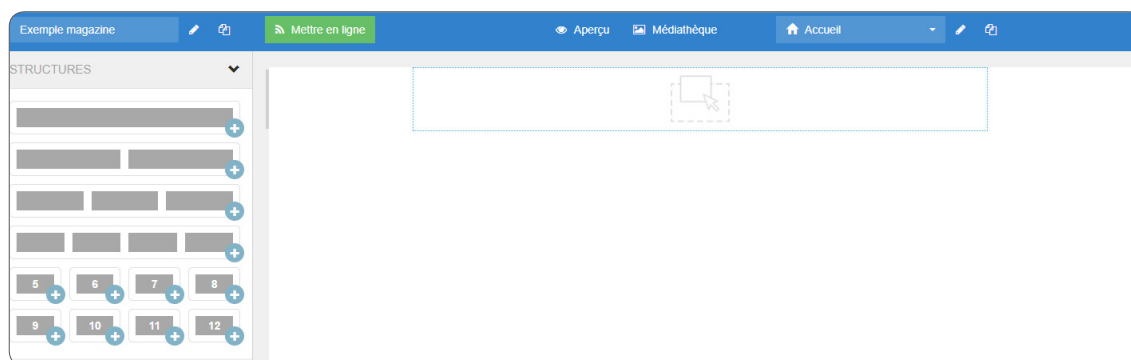 Exemple magazine
Mettre en ligne
Aperçu
Médiathèque
Accueil
STRUCTURES
5 6 7 8
9 10 11 12